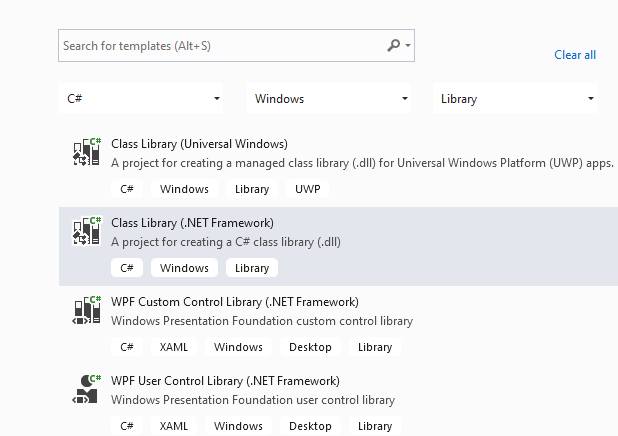 Search for templates (Alt+S)
Clear all
C# Windows Library
C#
Class Library (Universal Windows)
A project for creating a managed class library (.dll) for Universal Windows Platform (UWP) apps.
C# Windows Library UWP
C#
Class Library (.NET Framework)
A project for creating a C# class library (.dll)
C# Windows Library
C#
WPF Custom Control Library (.NET Framework)
Windows Presentation Foundation custom control library
C# XAML Windows Desktop Library
C#
WPF User Control Library (.NET Framework)
Windows Presentation Foundation user control library
C# XAML Windows Desktop Library